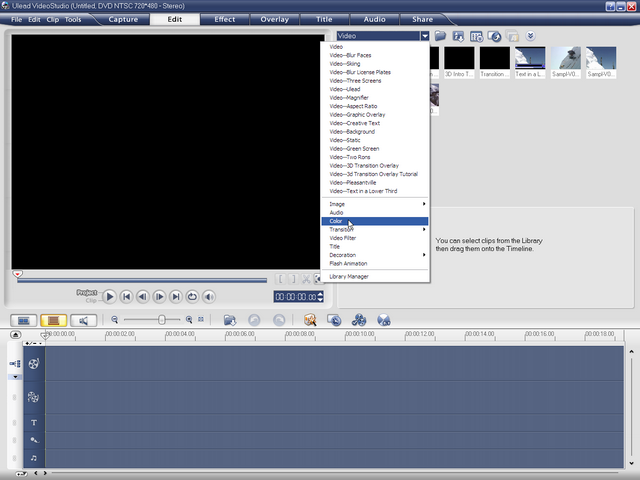 Ulead VideoStudio (Untitled, DVD NTSC 720*480 - Stereo)
File Edit Clip Tools Capture Edit Effect Overlay Title Audio Share
Video
Video
Video--Blur Faces
Video--Skiing
Video--Blur License Plates
Video--Three Screens
Video--Ulead
Video--Magnifier
Video--Aspect Ratio
Video--Graphic Overlay
Video--Creative Text
Video--Background
Video--Static
Video--Green Screen
Video--Two Rons
Video--3D Transition Overlay
Video--3d Transition Overlay Tutorial
Video--Pleasantville
Video--Text in a Lower Third
Image
Audio
Color
Transition
Video Filter
Title
Decoration
Flash Animation
Library Manager
3D Intro T... Transition ... Text in a L... Sampl-V0... Sampl-V0...
You can select clips from the Library
then drag them onto the Timeline.
Project
Clip
00:00:00.00
00:00:00.00 00:00:02.00 00:00:04.00 00:00:06.00 00:00:08.00 00:00:10.00 00:00:12.00 00:00:14.00 00:00:16.00 00:00:18.00